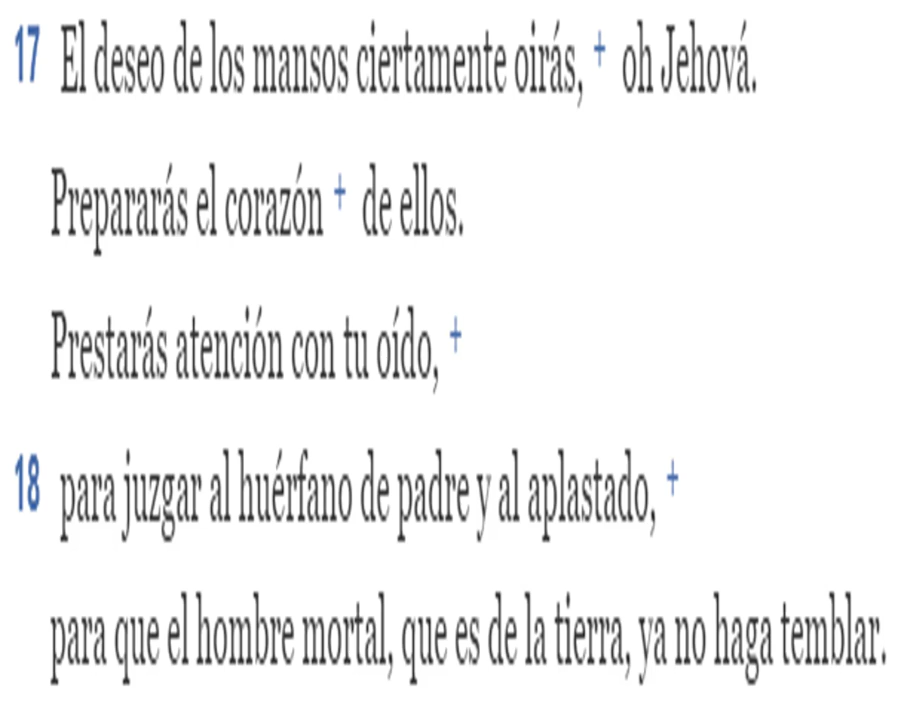 17 El deseo de los mansos ciertamente oirás, + oh Jehová.
Prepararás el corazón + de ellos.
Prestarás atención con tu oído, +
18 para juzgar al huérfano de padre y al aplastado, +
para que el hombre mortal, que es de la tierra, ya no haga temblar.